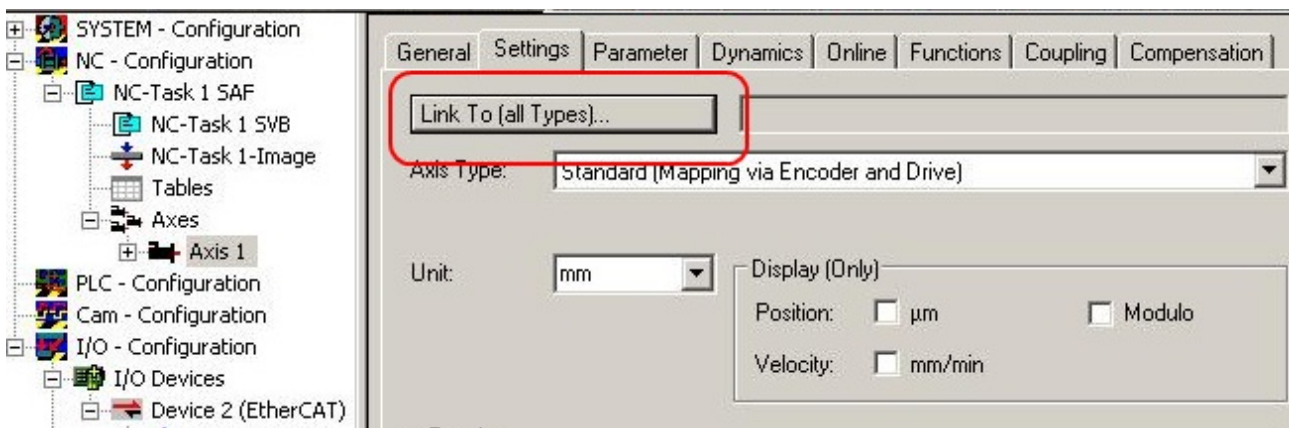 SYSTEM - Configuration
NC - Configuration
NC-Task 1 SAF
NC-Task 1 SVB
NC-Task 1-Image
Tables
Axes
Axis 1
PLC - Configuration
Cam - Configuration
I/O - Configuration
I/O Devices
Device 2 (EtherCAT)
General Settings Parameter Dynamics Online Functions Coupling Compensation
Link To (all Types)...
Axis Type: Standard (Mapping via Encoder and Drive)
Unit: mm Display (Only)
Position: µm Modulo
Velocity: mm/min